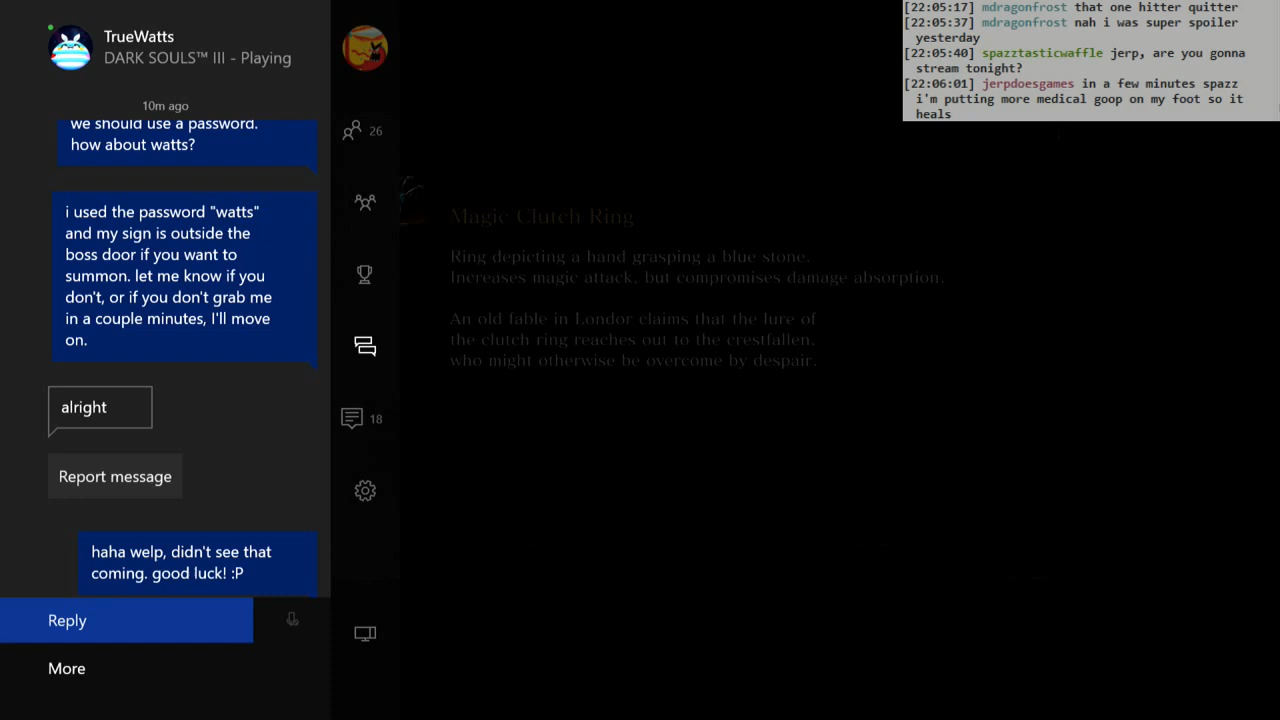 TrueWatts
DARK SOULS™ III - Playing
10m ago
we should use a password.
how about watts?
i used the password "watts"
and my sign is outside the
boss door if you want to
summon. let me know if you
don't, or if you don't grab me
in a couple minutes, I'll move
on.
alright
Report message
haha welp, didn't see that
coming. good luck! :P
Reply
More
26
18
Magic Clutch Ring
Ring depicting a hand grasping a blue stone.
Increases magic attack, but compromises damage absorption.
An old fable in Londor claims that the lure of
the clutch ring reaches out to the crestfallen,
who might otherwise be overcome by despair.
[22:05:17] mdragonfrost that one hitter quitter
[22:05:37] mdragonfrost nah i was super spoiler
yesterday
[22:05:40] spazztasticwaffle jerp, are you gonna
stream tonight?
[22:06:01] jerpdoesgames in a few minutes spazz
i'm putting more medical goop on my foot so it
heals